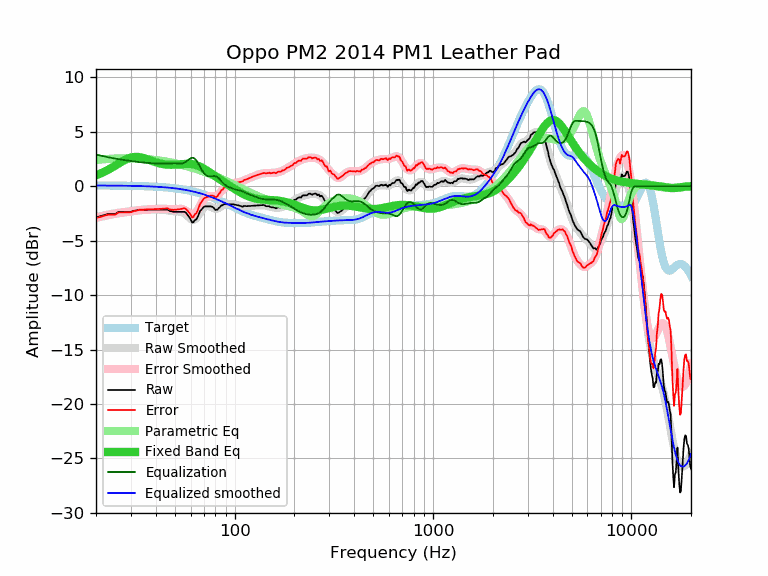 Oppo PM2 2014 PM1 Leather Pad
Amplitude (dBr)
10
5
0
−5
−10
−15
−20
−25
−30
Target
Raw Smoothed
Error Smoothed
Raw
Error
Parametric Eq
Fixed Band Eq
Equalization
Equalized smoothed
100 1000 10000
Frequency (Hz)